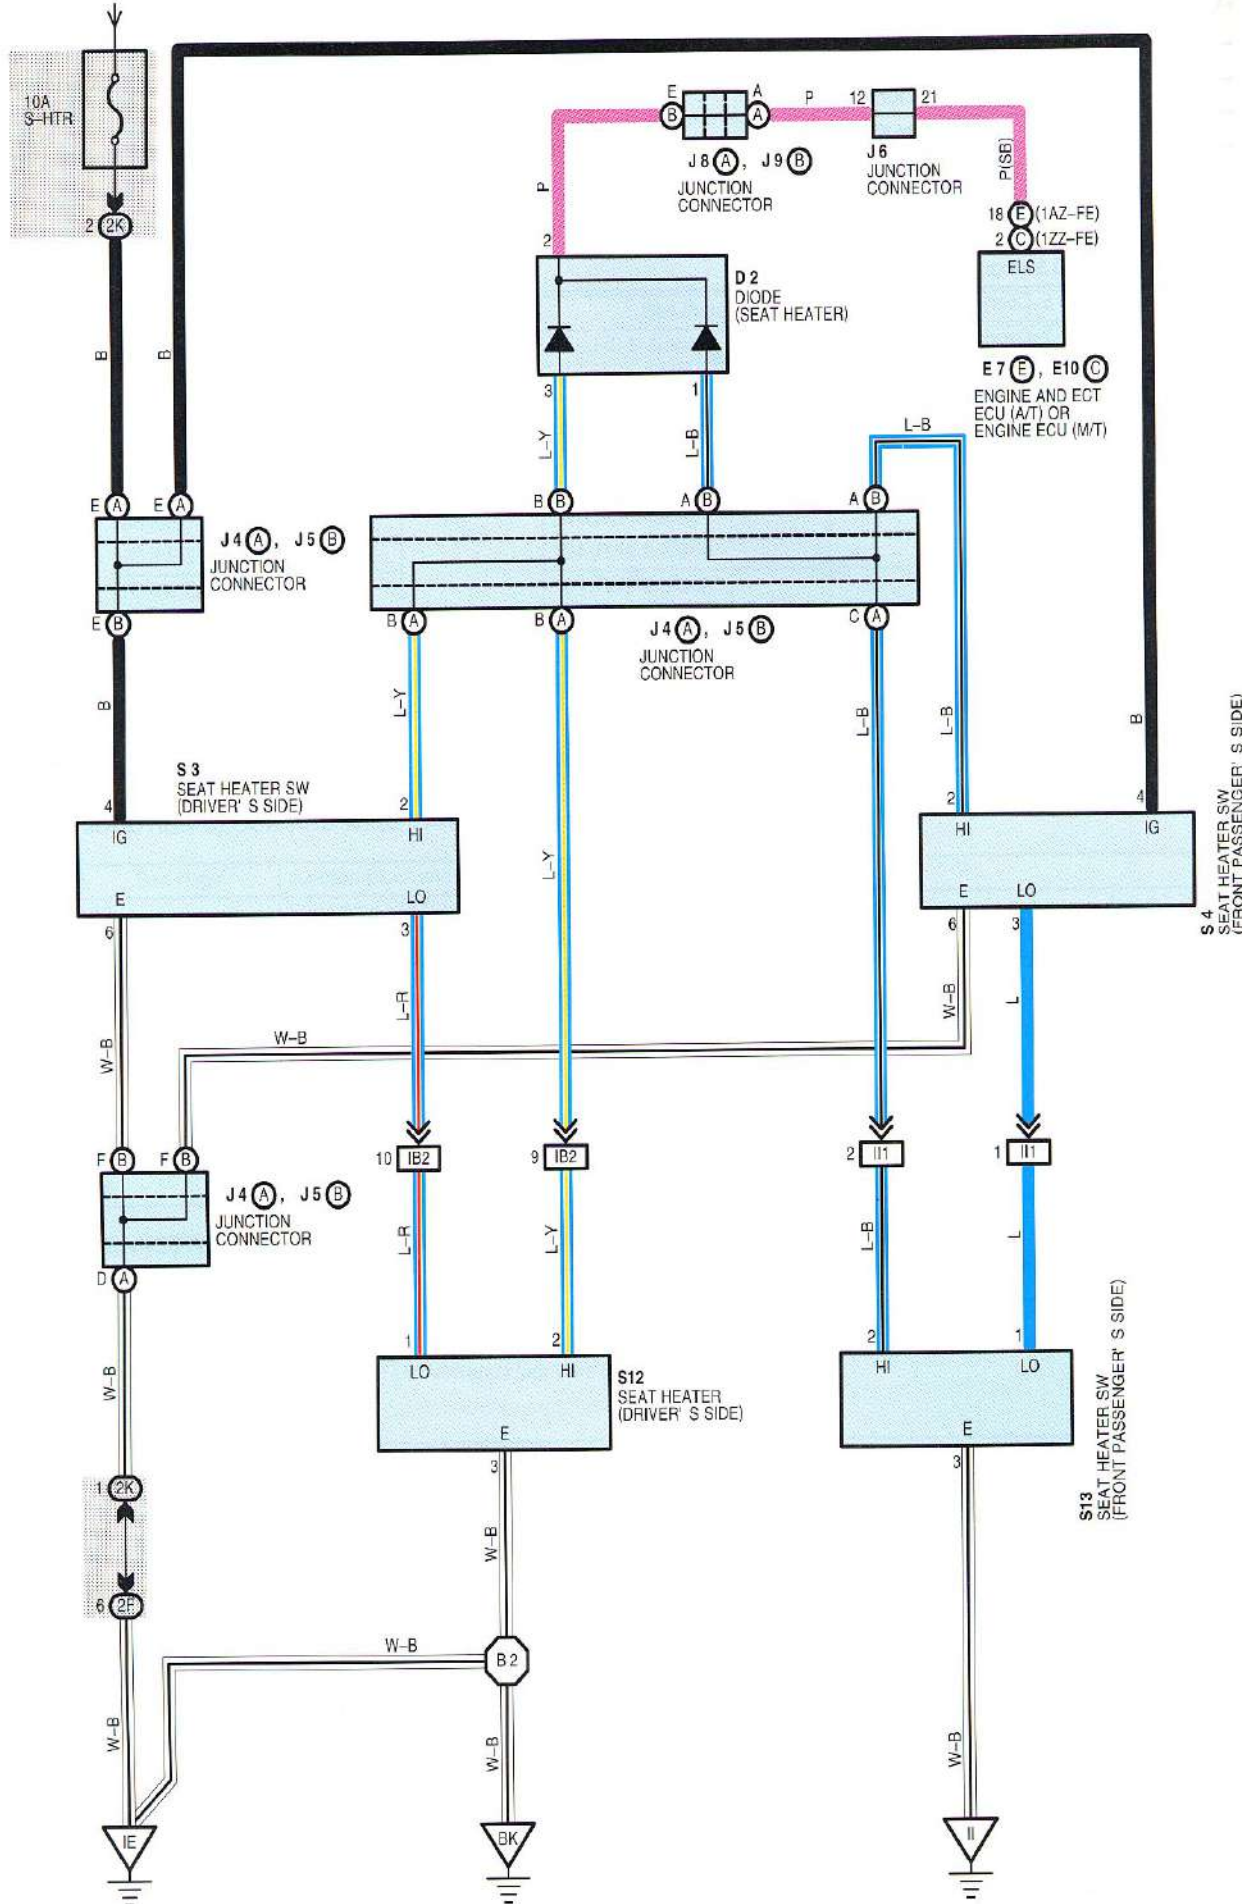 10A
S-HTR
2 2K
B
B
E A
E A
J4 A, J5 B
JUNCTION
CONNECTOR
E B
B
E
B
A
A
P
12
21
J8 A, J9 B
JUNCTION
CONNECTOR
J6
JUNCTION
CONNECTOR
P
P(SB)
18 E (1AZ-FE)
2 C (1ZZ-FE)
ELS
E7 E, E10 C
ENGINE AND ECT
ECU (A/T) OR
ENGINE ECU (M/T)
2
D2
DIODE
(SEAT HEATER)
3
1
L-Y
L-B
L-B
B B
A B
A B
B A
B A
C A
J4 A, J5 B
JUNCTION
CONNECTOR
L-Y
L-Y
L-B
L-B
B
S3
SEAT HEATER SW
(DRIVER' S SIDE)
4
2
IG
HI
E
LO
6
3
2
4
HI
IG
E
LO
6
3
S4
SEAT HEATER SW
(FRONT PASSENGER' S SIDE)
W-B
L-R
W-B
W-B
L
F B
F B
J4 A, J5 B
JUNCTION
CONNECTOR
D A
10 IB2
9 IB2
2 II1
1 II1
L-R
L-Y
L-B
L
1
2
LO
HI
E
3
S12
SEAT HEATER
(DRIVER' S SIDE)
2
1
HI
LO
E
3
S13
SEAT HEATER SW
(FRONT PASSENGER' S SIDE)
W-B
1 2K
6 2F
W-B
W-B
B2
W-B
W-B
W-B
IE
BK
II